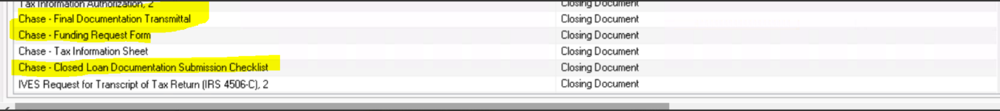 Tax Information Authorization, 2 Closing Document
Chase - Final Documentation Transmittal Closing Document
Chase - Funding Request Form Closing Document
Chase - Tax Information Sheet Closing Document
Chase - Closed Loan Documentation Submission Checklist Closing Document
IVES Request for Transcript of Tax Return (IRS 4506-C), 2 Closing Document